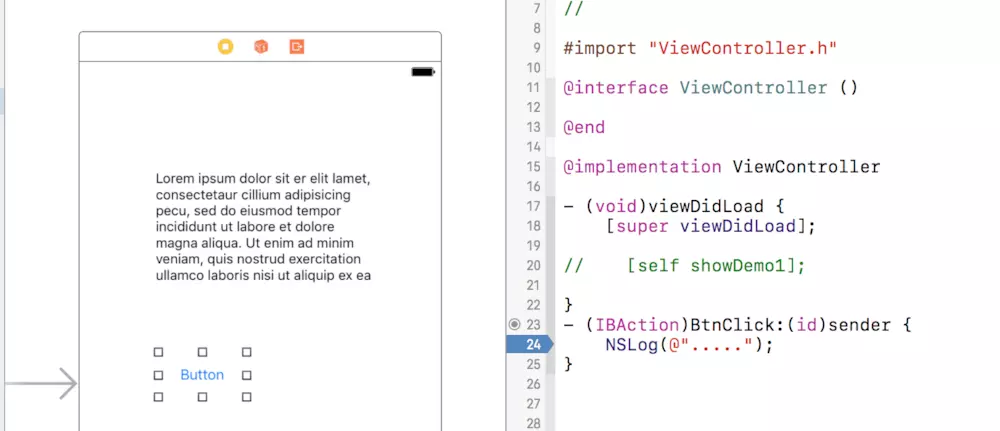 Lorem ipsum dolor sit er elit lamet,
consectetaur cillium adipisicing
pecu, sed do eiusmod tempor
incididunt ut labore et dolore
magna aliqua. Ut enim ad minim
veniam, quis nostrud exercitation
ullamco laboris nisi ut aliquip ex ea
Button
7 //
8
9 #import "ViewController.h"
10
11 @interface ViewController ()
12
13 @end
14
15 @implementation ViewController
16
17 - (void)viewDidLoad {
18     [super viewDidLoad];
19
20 //    [self showDemo1];
21
22 }
23 - (IBAction)BtnClick:(id)sender {
24     NSLog(@".....");
25 }
26
27
28